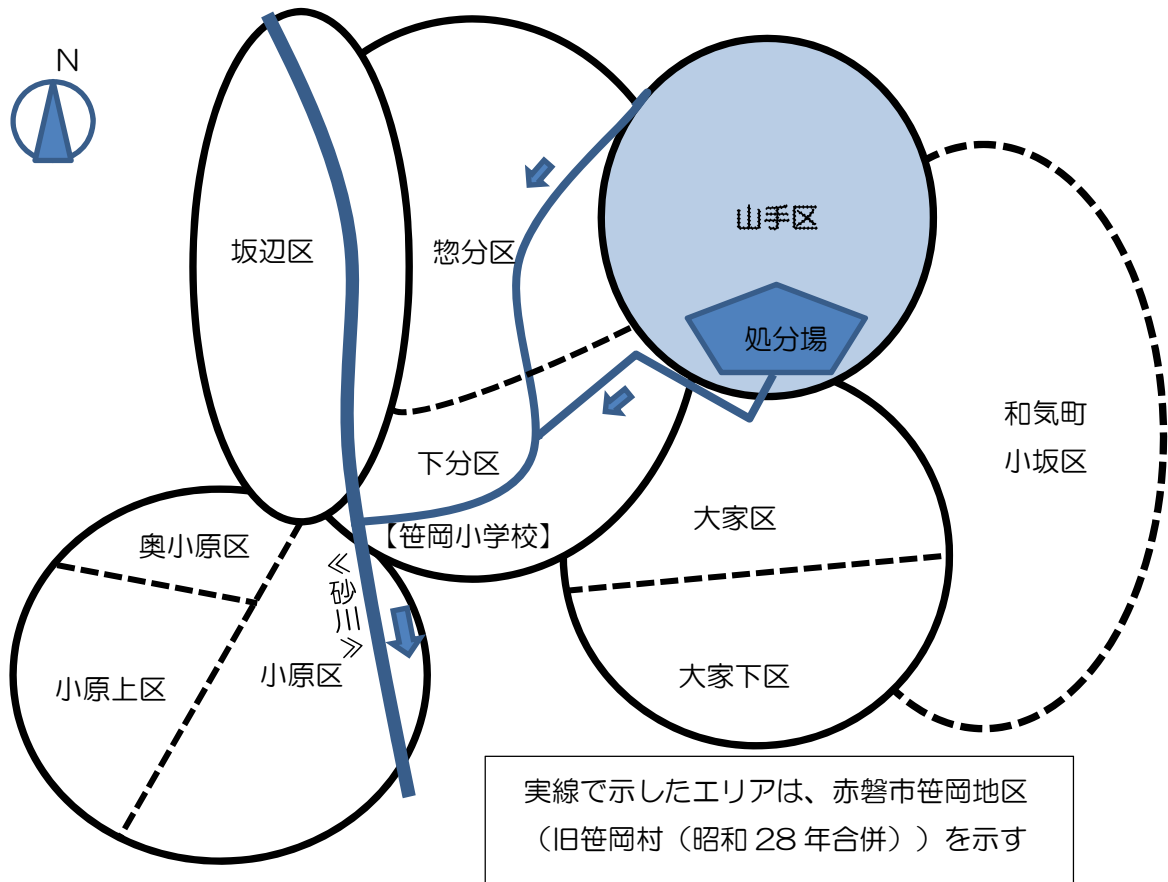 N
坂辺区
惣分区
山手区
処分場
和気町
小坂区
下分区
【笹岡小学校】
大家区
奥小原区
≪砂川≫
小原区
小原上区
大家下区
実線で示したエリアは、赤磐市笹岡地区
（旧笹岡村（昭和 28 年合併））を示す